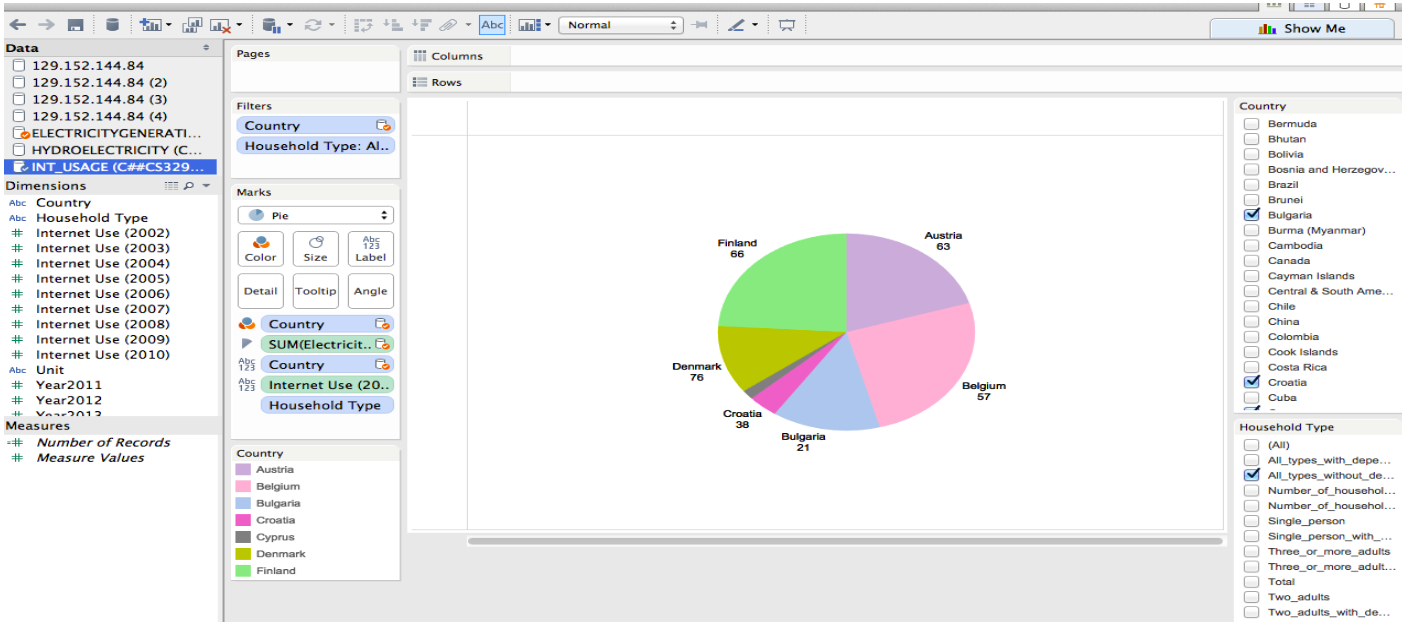 Abc
Normal
Show Me
Data
129.152.144.84
129.152.144.84 (2)
129.152.144.84 (3)
129.152.144.84 (4)
ELECTRICITYGENERATI...
HYDROELECTRICITY (C...
INT_USAGE (C##CS329...
Dimensions
Abc Country
Abc Household Type
# Internet Use (2002)
# Internet Use (2003)
# Internet Use (2004)
# Internet Use (2005)
# Internet Use (2006)
# Internet Use (2007)
# Internet Use (2008)
# Internet Use (2009)
# Internet Use (2010)
Abc Unit
# Year2011
# Year2012
# Year2013
Measures
=# Number of Records
# Measure Values
Pages
Filters
Country
Household Type: Al..
Marks
Pie
Color
Size
Abc
123
Label
Detail
Tooltip
Angle
Country
SUM(Electricit..
Abc
123
Country
Abc
123
Internet Use (20..
Household Type
Country
Austria
Belgium
Bulgaria
Croatia
Cyprus
Denmark
Finland
Columns
Rows
Finland
66
Austria
63
Denmark
76
Belgium
57
Croatia
38
Bulgaria
21
Country
Bermuda
Bhutan
Bolivia
Bosnia and Herzegov...
Brazil
Brunei
Bulgaria
Burma (Myanmar)
Cambodia
Canada
Cayman Islands
Central & South Ame...
Chile
China
Colombia
Cook Islands
Costa Rica
Croatia
Cuba
Household Type
(All)
All_types_with_depe...
All_types_without_de...
Number_of_househol...
Number_of_househol...
Single_person
Single_person_with_...
Three_or_more_adults
Three_or_more_adult...
Total
Two_adults
Two_adults_with_de...